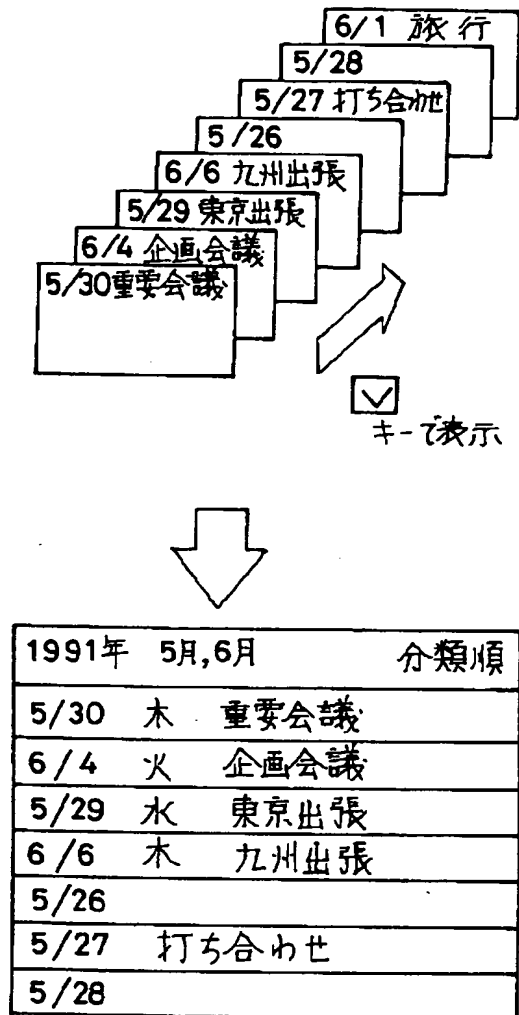 6/1 旅行
5/28
5/27 打ち合わせ
5/26
6/6 九州出張
5/29 東京出張
6/4 企画会議
5/30重要会議
キーで表示
1991年 5月,6月 分類順
5/30 木 重要会議
6/4 火 企画会議
5/29 水 東京出張
6/6 木 九州出張
5/26
5/27 打ち合わせ
5/28